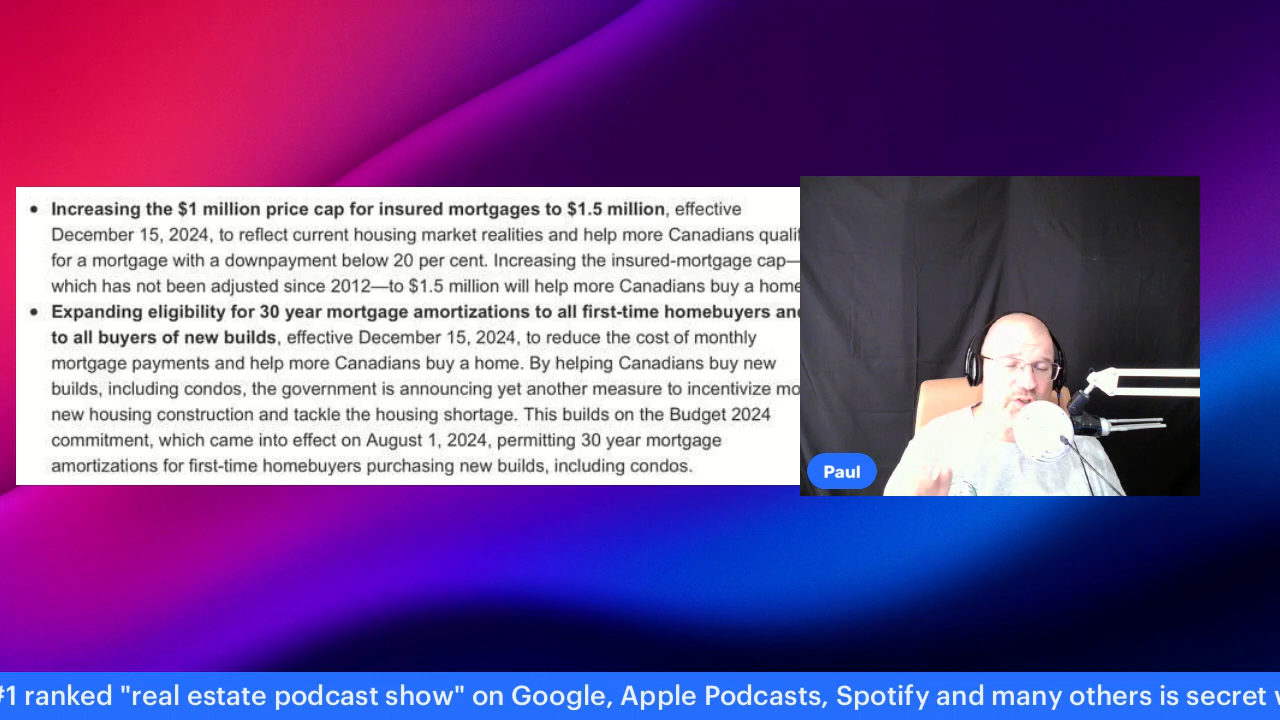 • Increasing the $1 million price cap for insured mortgages to $1.5 million, effective
December 15, 2024, to reflect current housing market realities and help more Canadians qualif
for a mortgage with a downpayment below 20 per cent. Increasing the insured-mortgage cap—
which has not been adjusted since 2012—to $1.5 million will help more Canadians buy a home
• Expanding eligibility for 30 year mortgage amortizations to all first-time homebuyers and
to all buyers of new builds, effective December 15, 2024, to reduce the cost of monthly
mortgage payments and help more Canadians buy a home. By helping Canadians buy new
builds, including condos, the government is announcing yet another measure to incentivize mo
new housing construction and tackle the housing shortage. This builds on the Budget 2024
commitment, which came into effect on August 1, 2024, permitting 30 year mortgage
amortizations for first-time homebuyers purchasing new builds, including condos.
Paul
#1 ranked "real estate podcast show" on Google, Apple Podcasts, Spotify and many others is secret